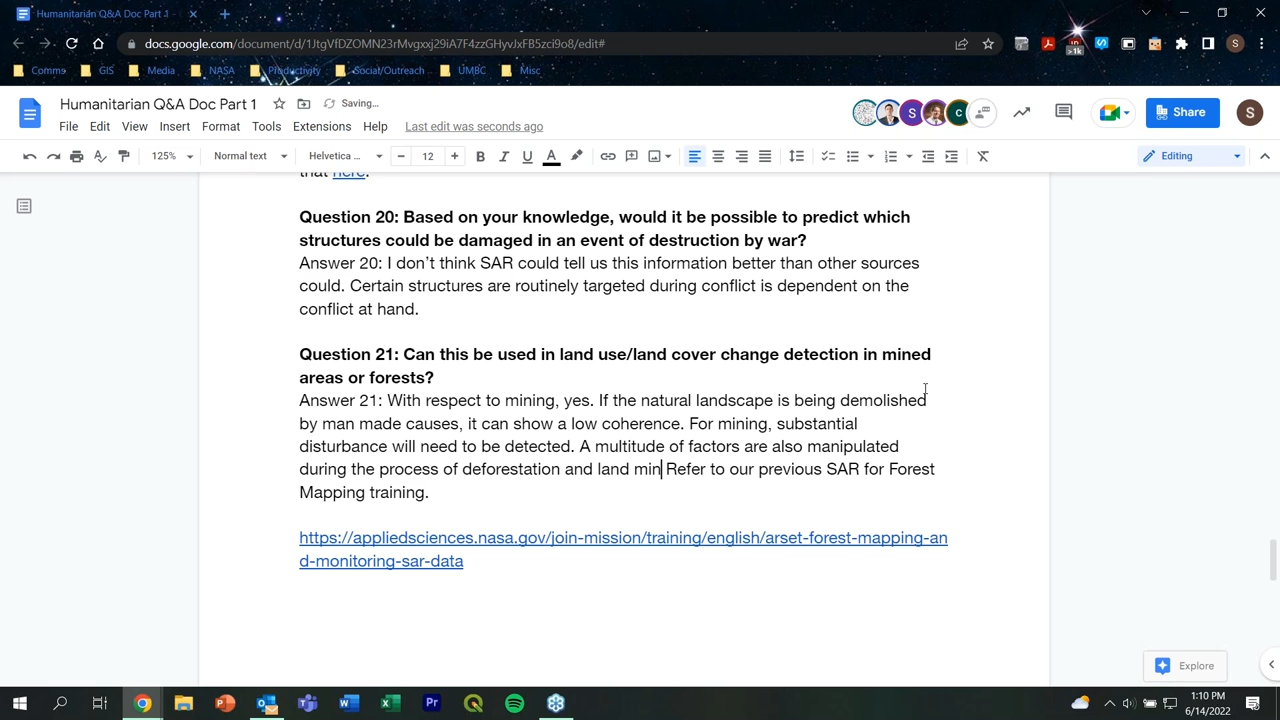 Humanitarian Q&A Doc Part 1
docs.google.com/document/d/1JtgVfDZOMN23rMvgxxj29iA7F4zzGHyvJxFB5zci9o8/edit#
>1k
S
Comms GIS Media NASA Productivity Social/Outreach UMBC Misc
Humanitarian Q&A Doc Part 1 Saving…
S C Share S
File Edit View Insert Format Tools Extensions Help Last edit was seconds ago
125% Normal text Helvetica ... 12 B I U A Editing
that here.
Question 20: Based on your knowledge, would it be possible to predict which
structures could be damaged in an event of destruction by war?
Answer 20: I don’t think SAR could tell us this information better than other sources
could. Certain structures are routinely targeted during conflict is dependent on the
conflict at hand.
Question 21: Can this be used in land use/land cover change detection in mined
areas or forests?
Answer 21: With respect to mining, yes. If the natural landscape is being demolished
by man made causes, it can show a low coherence. For mining, substantial
disturbance will need to be detected. A multitude of factors are also manipulated
during the process of deforestation and land min Refer to our previous SAR for Forest
Mapping training.
https://appliedsciences.nasa.gov/join-mission/training/english/arset-forest-mapping-an
d-monitoring-sar-data
Explore
1:10 PM
6/14/2022